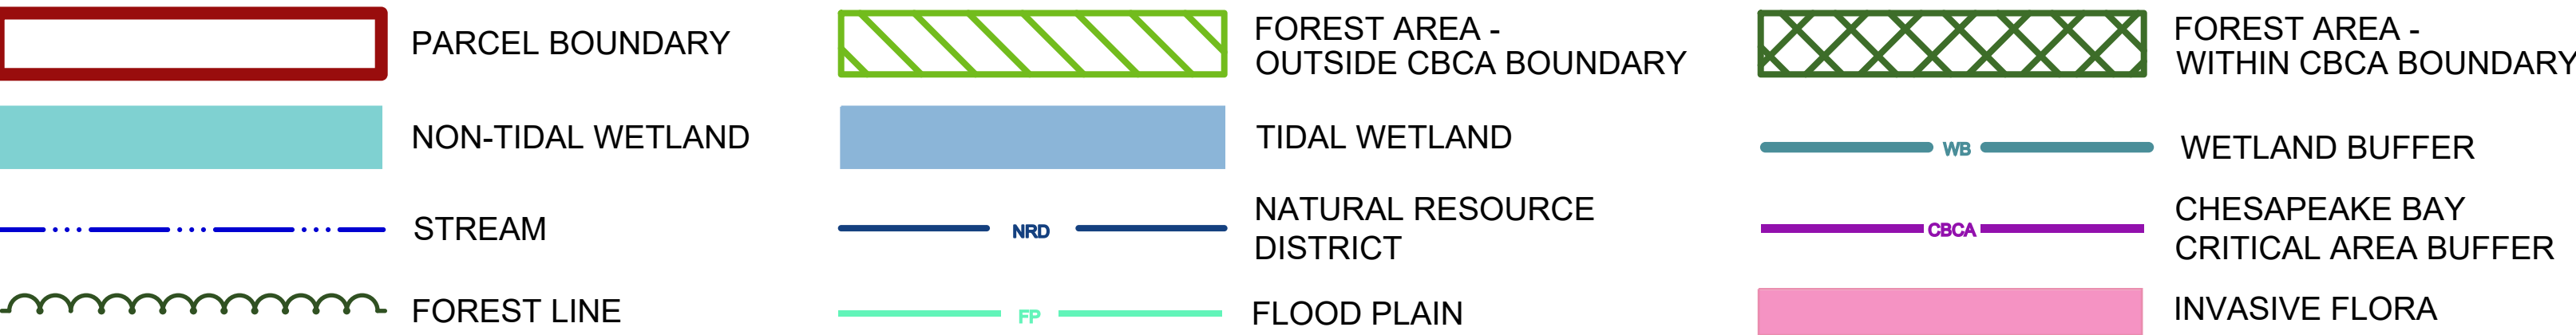 PARCEL BOUNDARY
FOREST AREA -
OUTSIDE CBCA BOUNDARY
FOREST AREA -
WITHIN CBCA BOUNDARY
NON-TIDAL WETLAND
TIDAL WETLAND
WB
WETLAND BUFFER
STREAM
NRD
NATURAL RESOURCE
DISTRICT
CBCA
CHESAPEAKE BAY
CRITICAL AREA BUFFER
FOREST LINE
FP
FLOOD PLAIN
INVASIVE FLORA